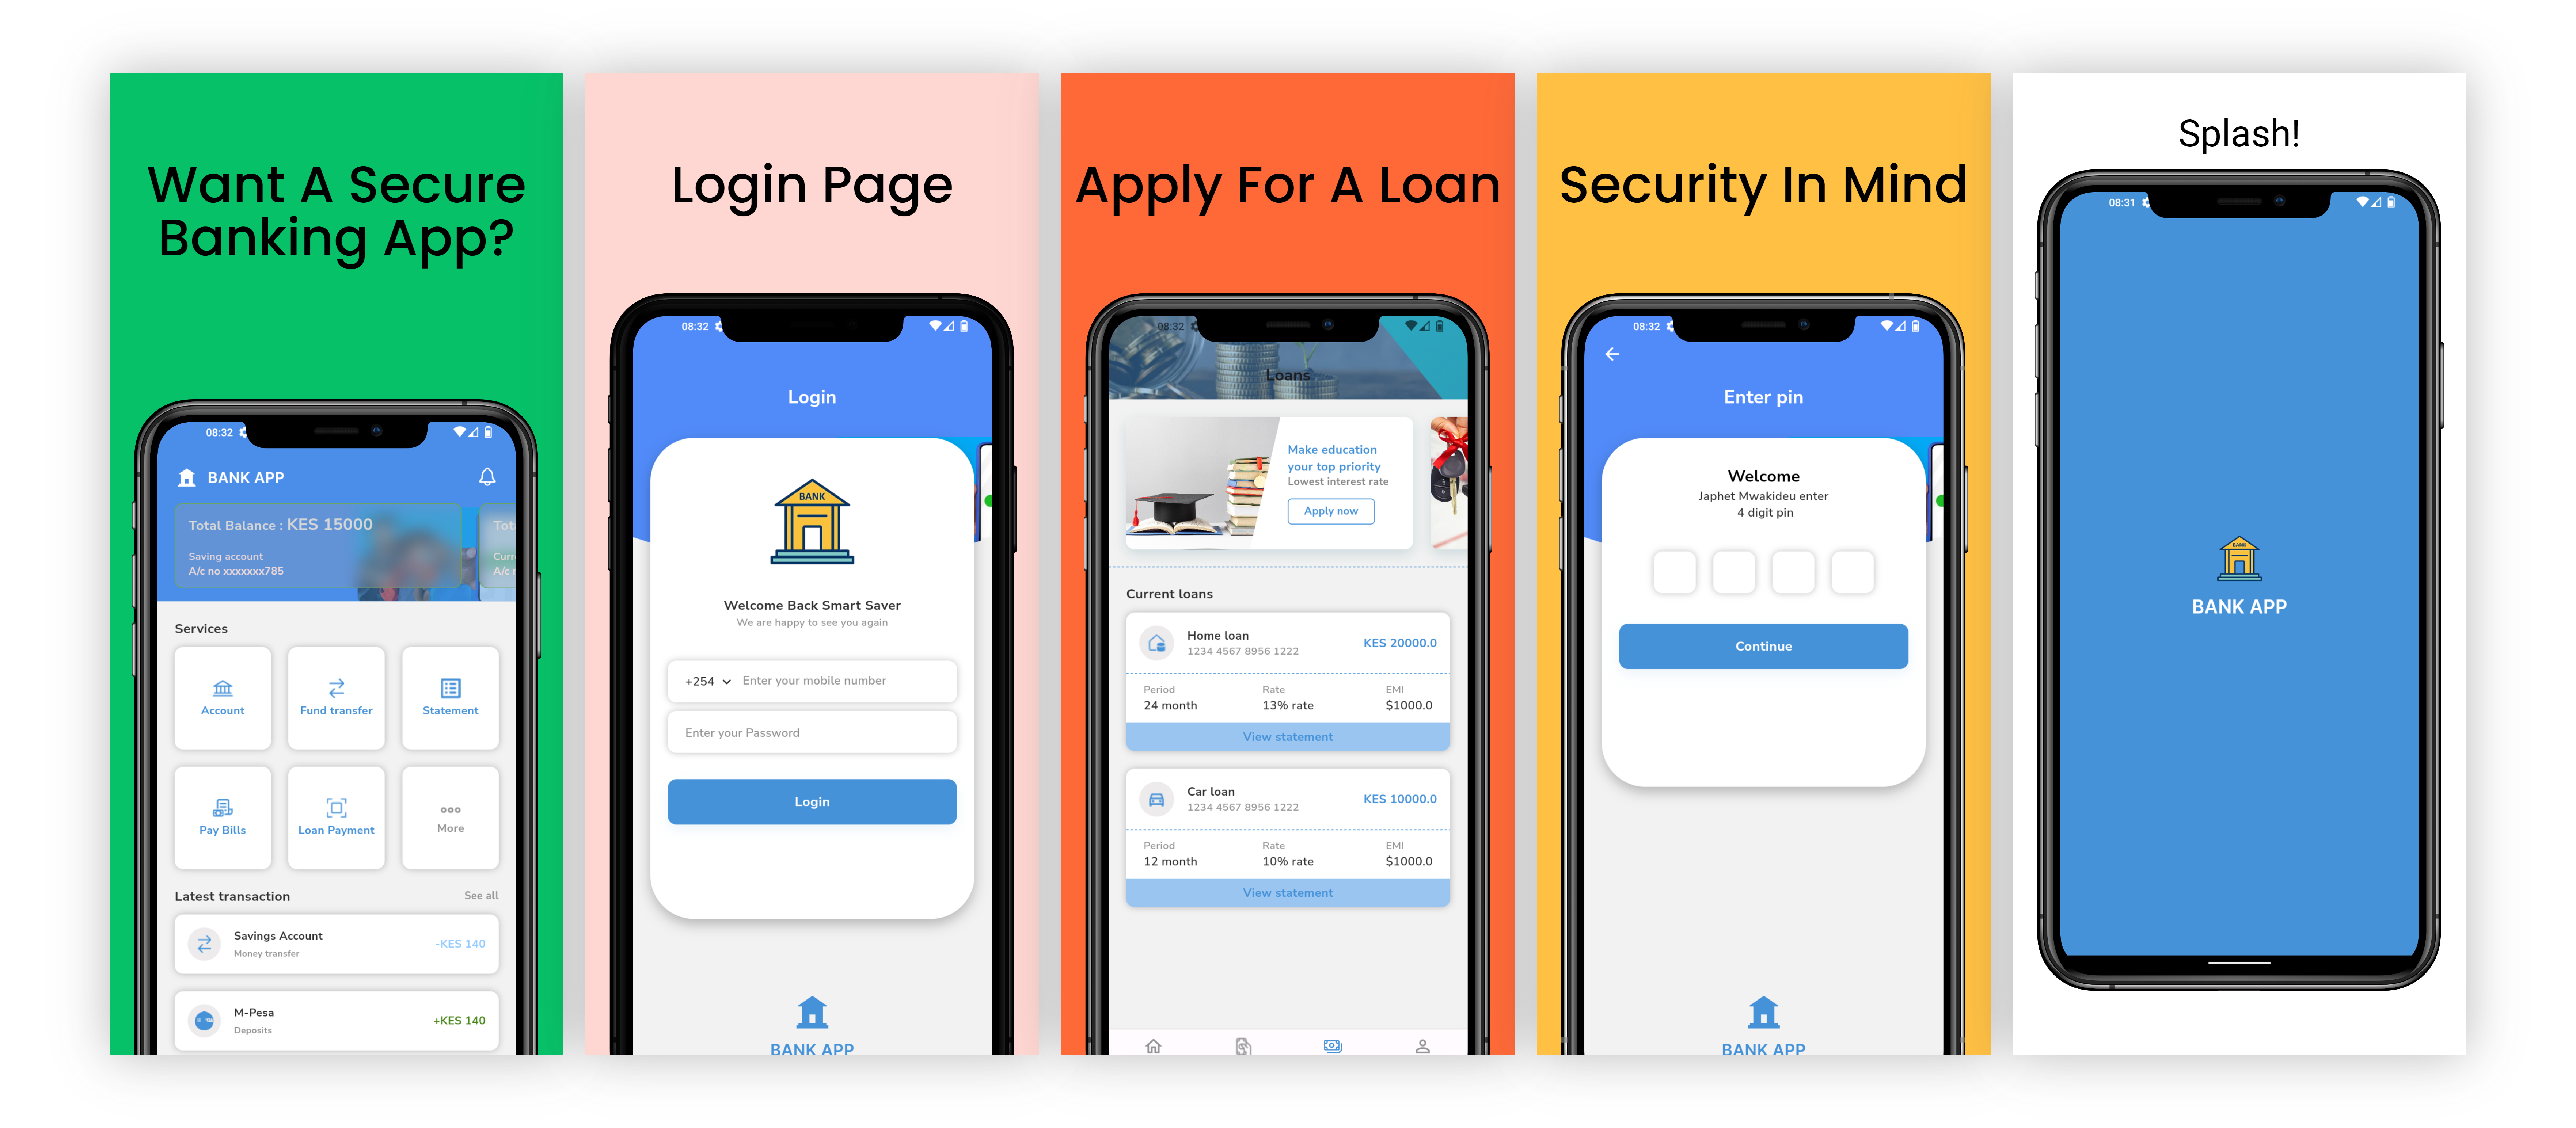 Want A Secure
Banking App?
08:32
BANK APP
Total Balance : KES 15000
Saving account
A/c no xxxxxxx785
Services
Account
Fund transfer
Statement
Pay Bills
Loan Payment
More
Latest transaction
See all
Savings Account
Money transfer
-KES 140
M-Pesa
Deposits
+KES 140
Login Page
08:32
Login
BANK
Welcome Back Smart Saver
We are happy to see you again
+254
Enter your mobile number
Enter your Password
Login
BANK APP
Apply For A Loan
08:32
Loans
Make education
your top priority
Lowest interest rate
Apply now
Current loans
Home loan
1234 4567 8956 1222
KES 20000.0
Period
Rate
EMI
24 month
13% rate
$1000.0
View statement
Car loan
1234 4567 8956 1222
KES 10000.0
Period
Rate
EMI
12 month
10% rate
$1000.0
View statement
Security In Mind
08:32
Enter pin
Welcome
Japhet Mwakideu enter
4 digit pin
Continue
BANK APP
Splash!
08:31
BANK
BANK APP